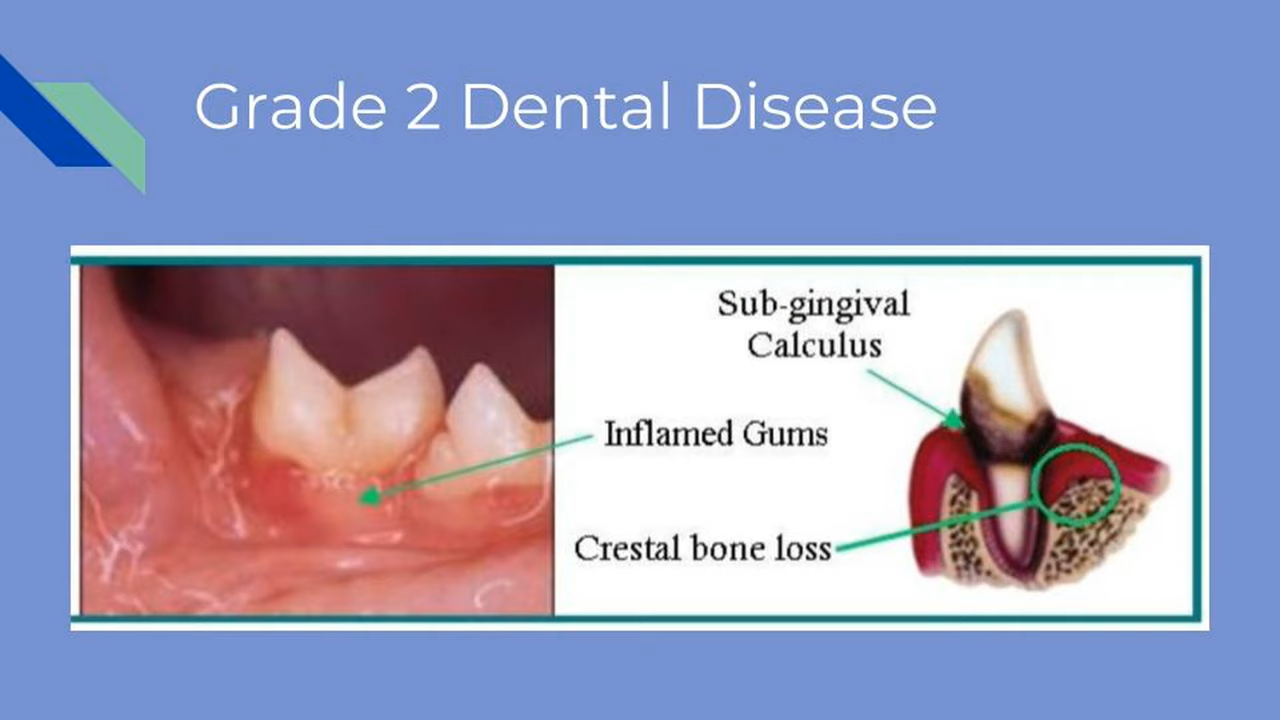 Grade 2 Dental Disease
Sub-gingival
Calculus
Inflamed Gums
Crestal bone loss